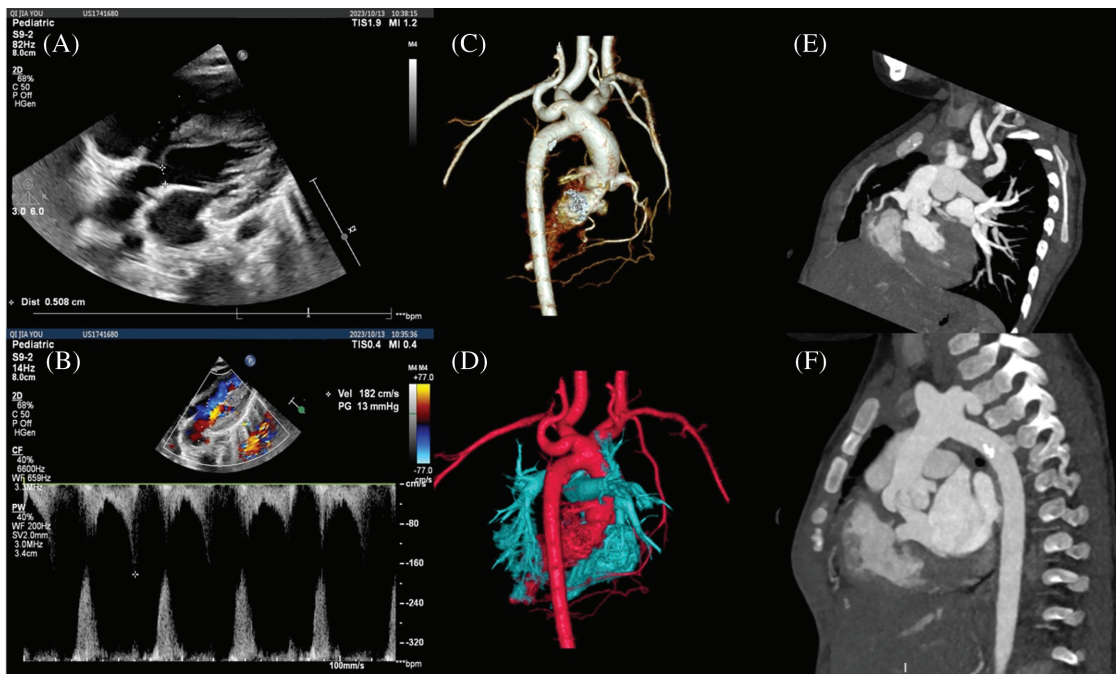 QI JIA YOU US1741680 2023/10/13 10:38:15
Pediatric TIS1.9 MI 1.2
S9-2
82Hz
8.0cm
2D
68%
C 50
P Off
HGen
(A)
M4
3.0 6.0
x2
Dist 0.508 cm
***bpm
QI JIA YOU US1741680 2023/10/13 10:35:36
Pediatric TIS0.4 MI 0.4
S9-2
14Hz
8.0cm
2D
68%
C 50
P Off
HGen
CF
40%
6600Hz
WF 659Hz
3.3MHz
PW
40%
WF 200Hz
SV2.0mm
3.0MHz
3.4cm
(B)
Vel 182 cm/s
PG 13 mmHg
M4 M4
+77.0
-77.0
cm/s
-cm/s
-80
-160
-240
-320
***bpm
100mm/s
(C)
(D)
(E)
(F)